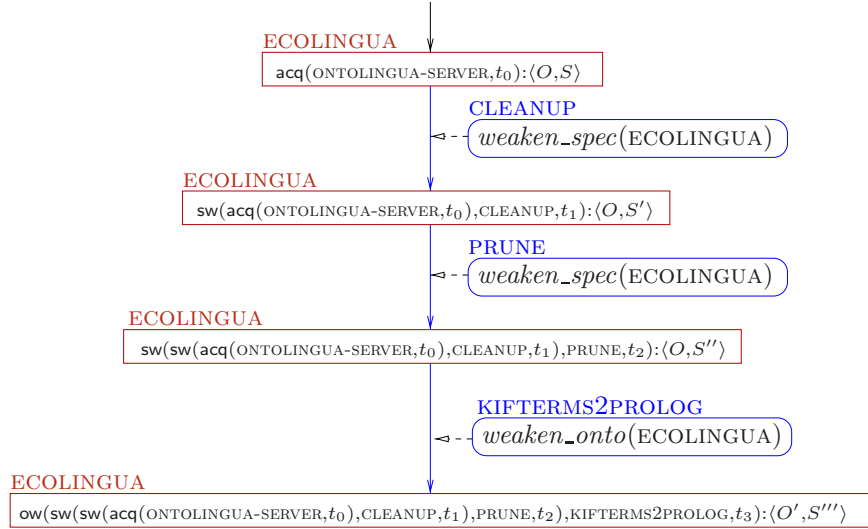 ECOLINGUA
acq(ONTOLINGUA-SERVER,t₀):⟨O,S⟩
CLEANUP
weaken_spec(ECOLINGUA)
ECOLINGUA
sw(acq(ONTOLINGUA-SERVER,t₀),CLEANUP,t₁):⟨O,S′⟩
PRUNE
weaken_spec(ECOLINGUA)
ECOLINGUA
sw(sw(acq(ONTOLINGUA-SERVER,t₀),CLEANUP,t₁),PRUNE,t₂):⟨O,S′′⟩
KIFTERMS2PROLOG
weaken_onto(ECOLINGUA)
ECOLINGUA
ow(sw(sw(acq(ONTOLINGUA-SERVER,t₀),CLEANUP,t₁),PRUNE,t₂),KIFTERMS2PROLOG,t₃):⟨O′,S′′′⟩